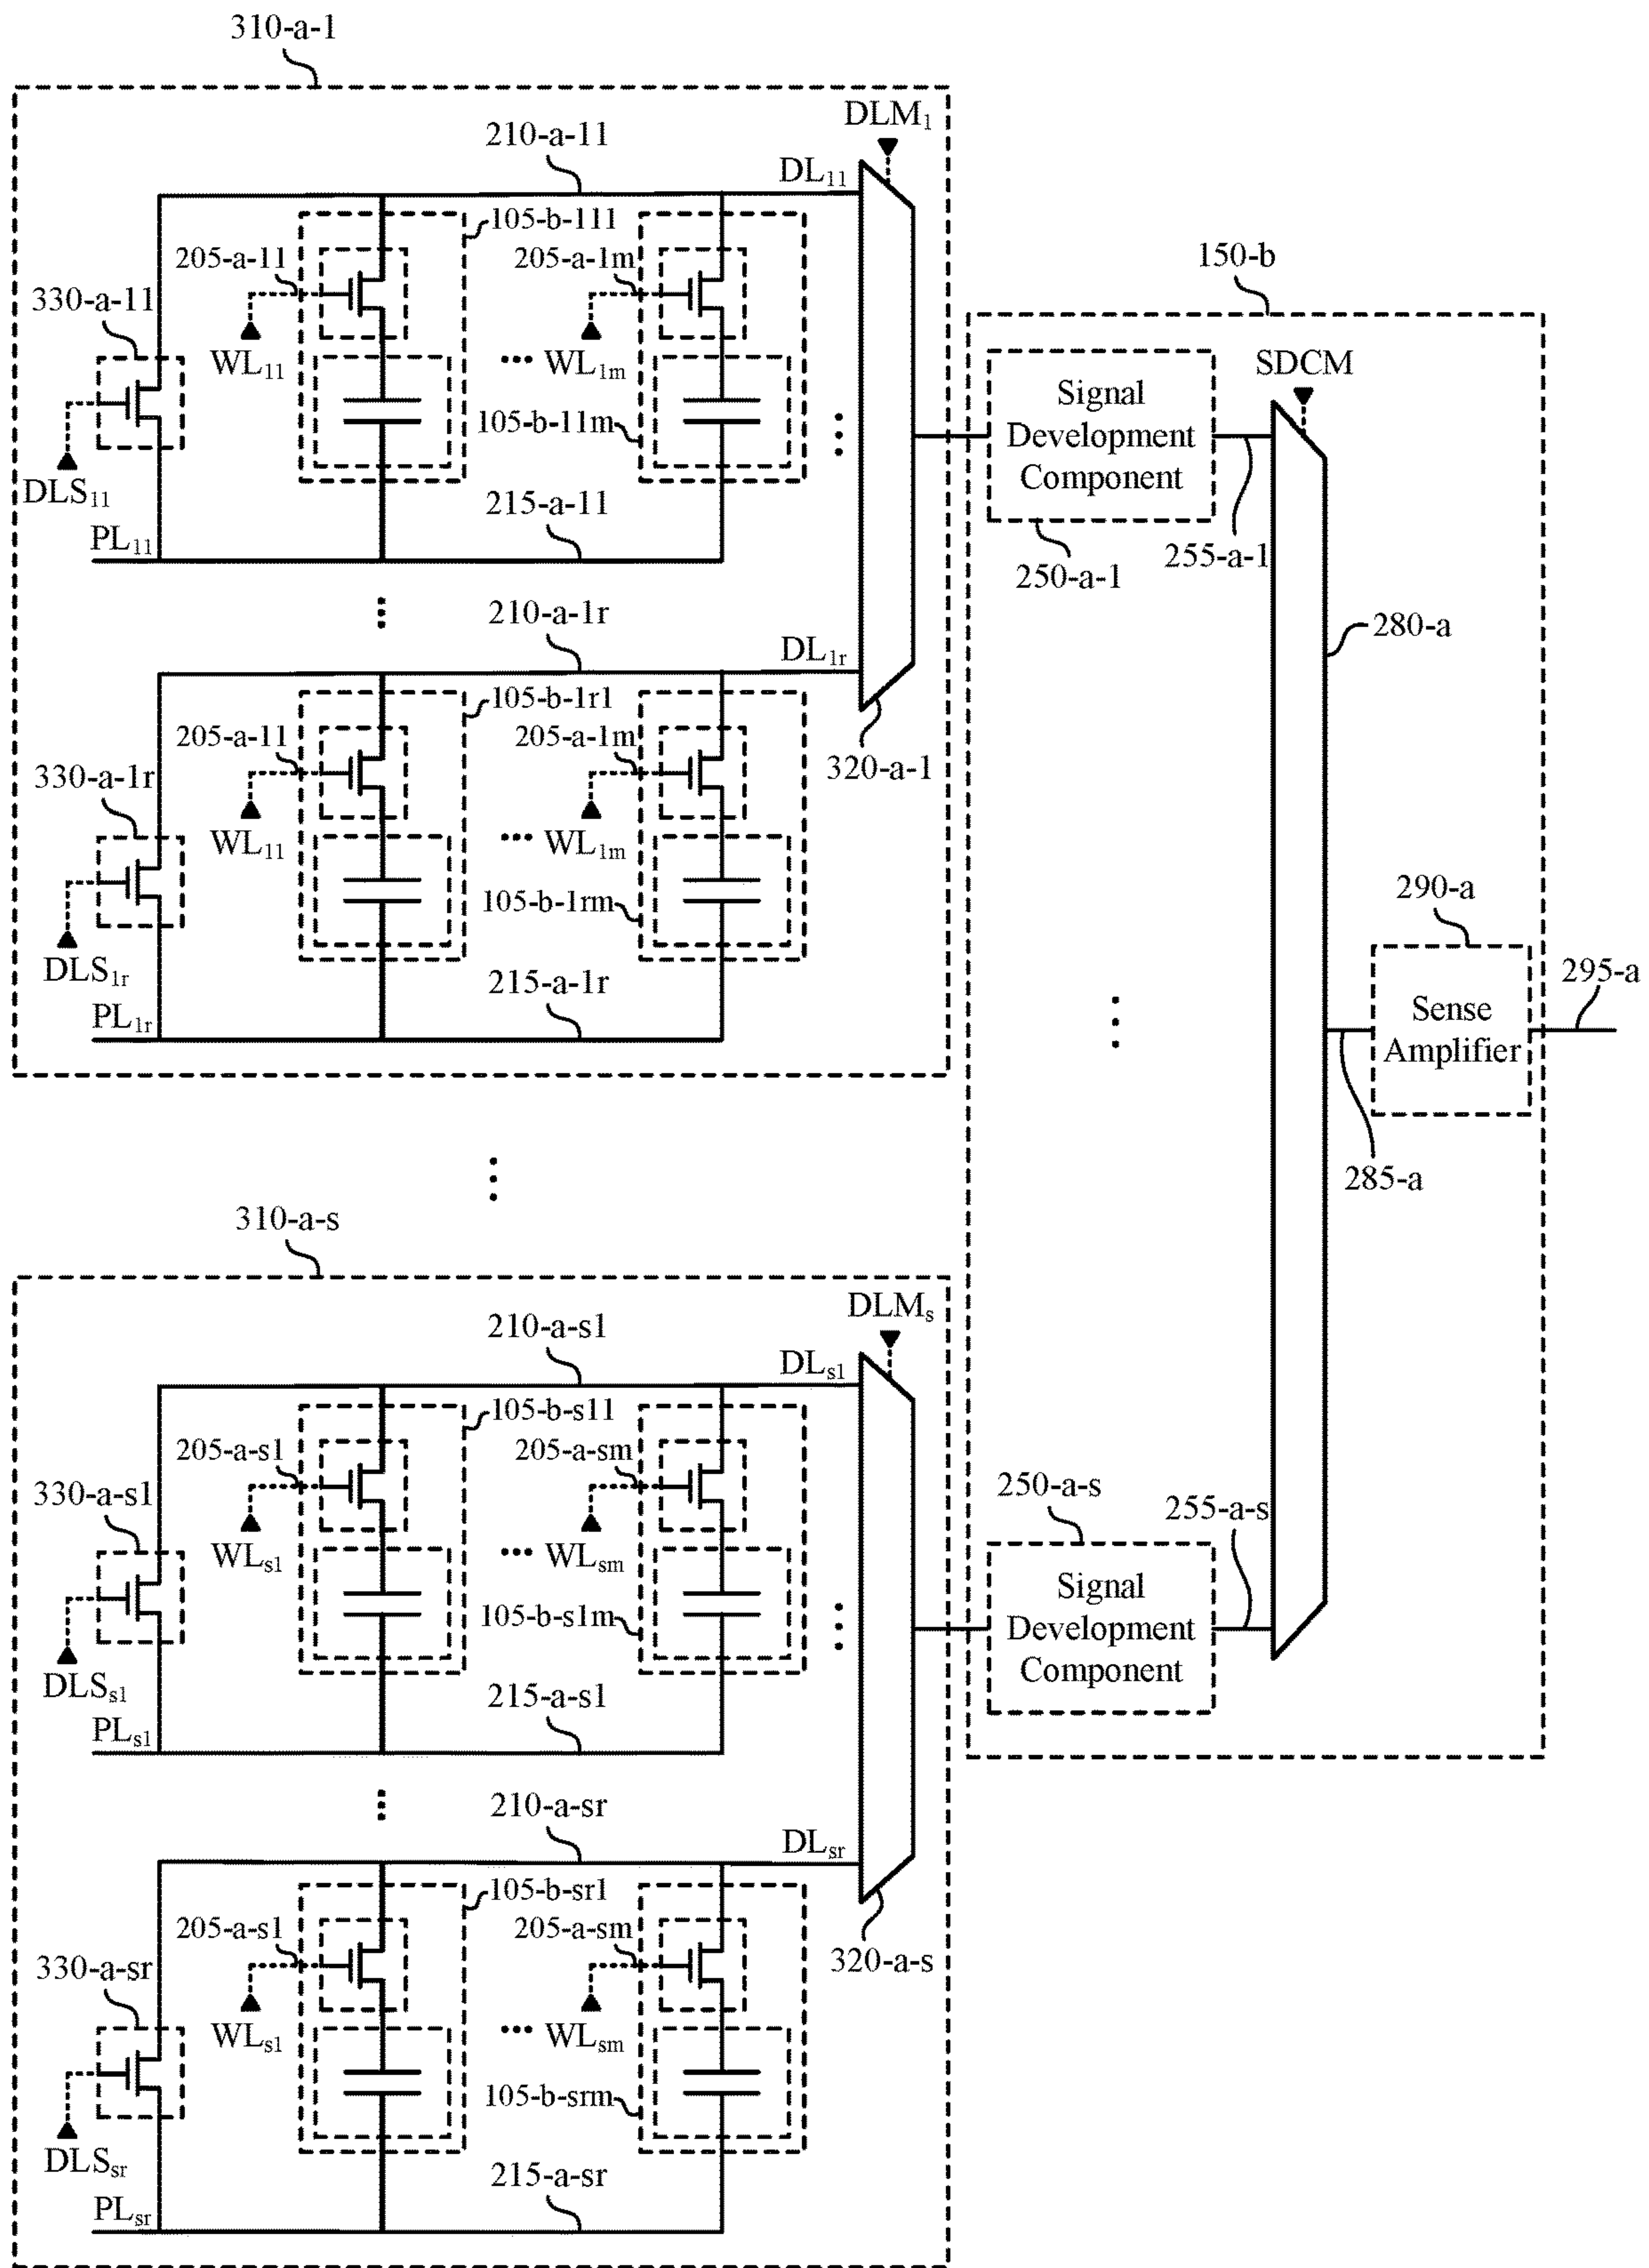 310-a-1
DLM1
210-a-11
DL11
105-b-111
205-a-11
205-a-1m
150-b
330-a-11
WL11
... WL1m
SDCM
Signal
Development
Component
105-b-11m
DLS11
215-a-11
PL11
255-a-1
250-a-1
210-a-1r
280-a
DL1r
105-b-1r1
205-a-11
205-a-1m
320-a-1
330-a-1r
WL11
... WL1m
290-a
105-b-1rm
DLS1r
215-a-1r
295-a
PL1r
Sense
Amplifier
285-a
310-a-s
DLMs
210-a-s1
DLs1
105-b-s11
205-a-s1
205-a-sm
330-a-s1
250-a-s
255-a-s
WLs1
... WLsm
Signal
Development
Component
105-b-s1m
DLSs1
215-a-s1
PLs1
210-a-sr
DLsr
105-b-sr1
205-a-s1
205-a-sm
320-a-s
330-a-sr
WLs1
... WLsm
105-b-srm
DLSsr
215-a-sr
PLsr